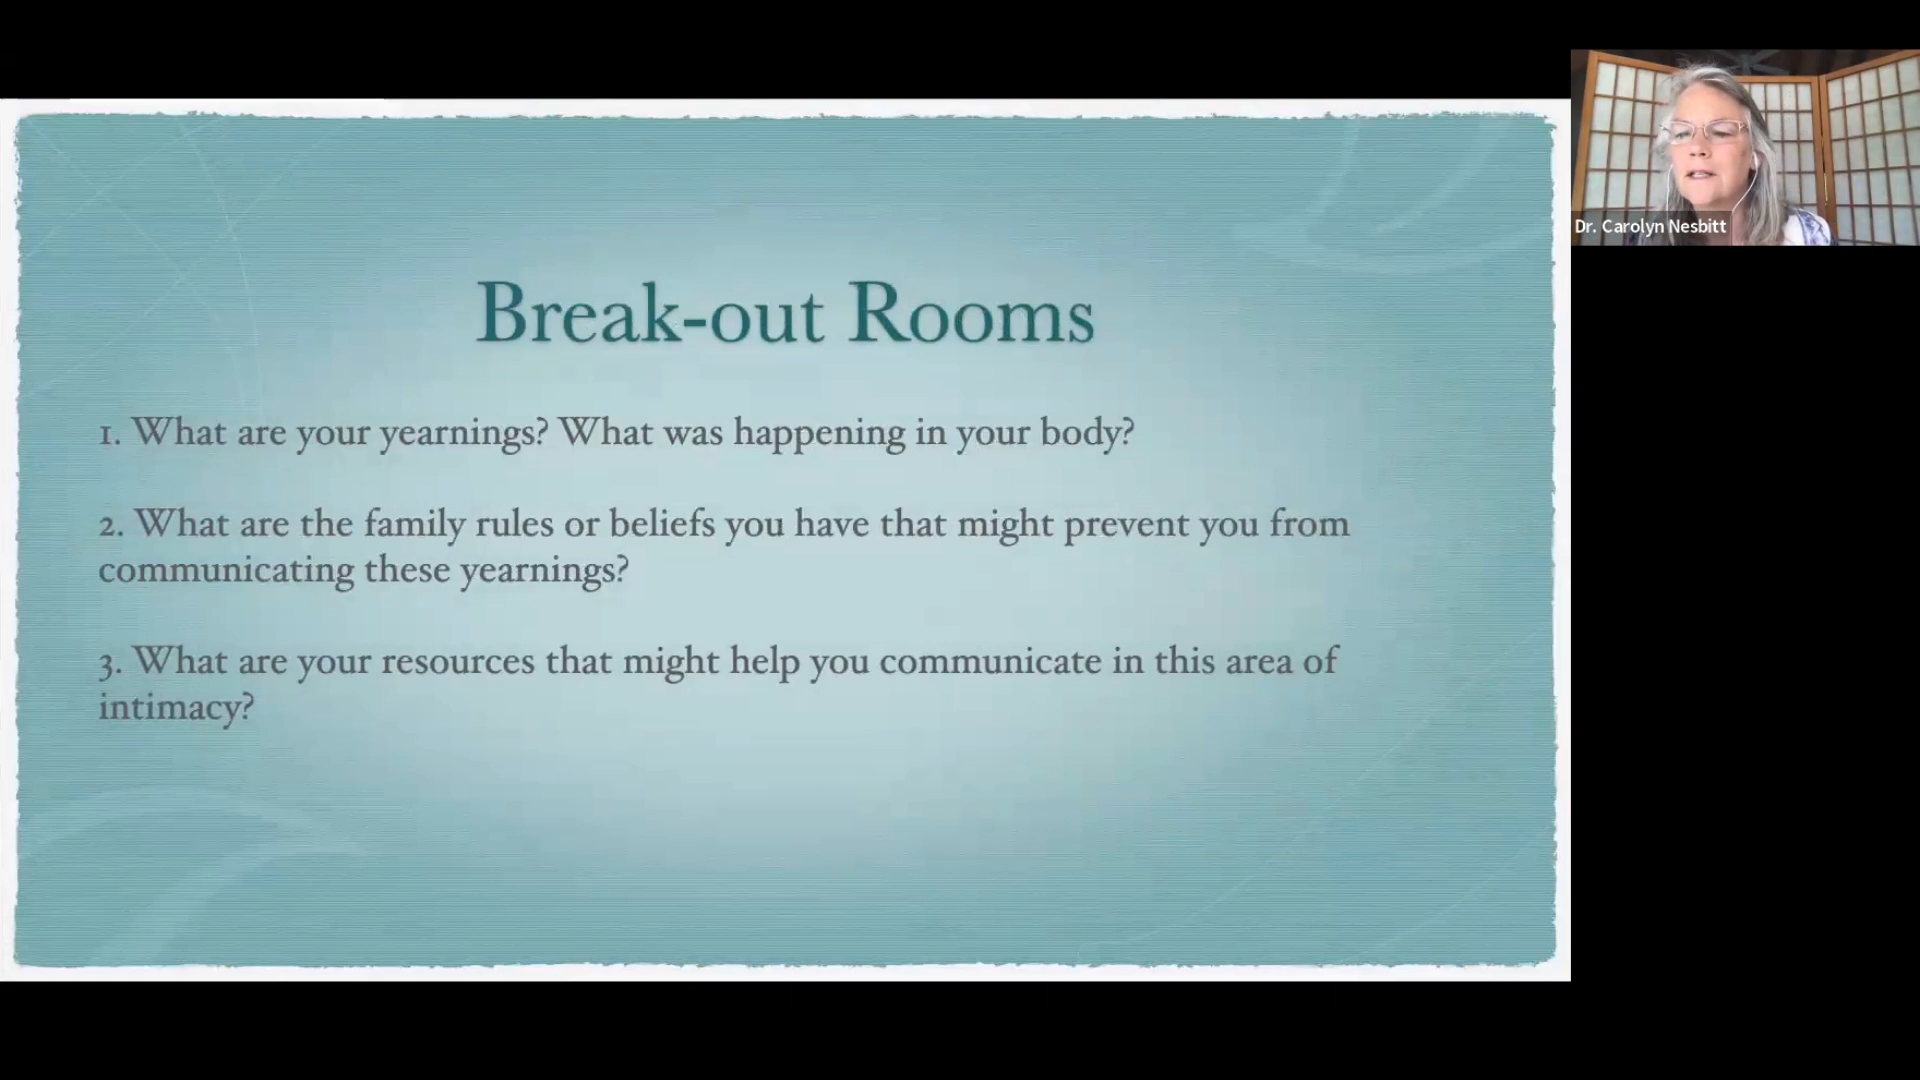 Break-out Rooms
1. What are your yearnings? What was happening in your body?
2. What are the family rules or beliefs you have that might prevent you from
communicating these yearnings?
3. What are your resources that might help you communicate in this area of
intimacy?
Dr. Carolyn Nesbitt